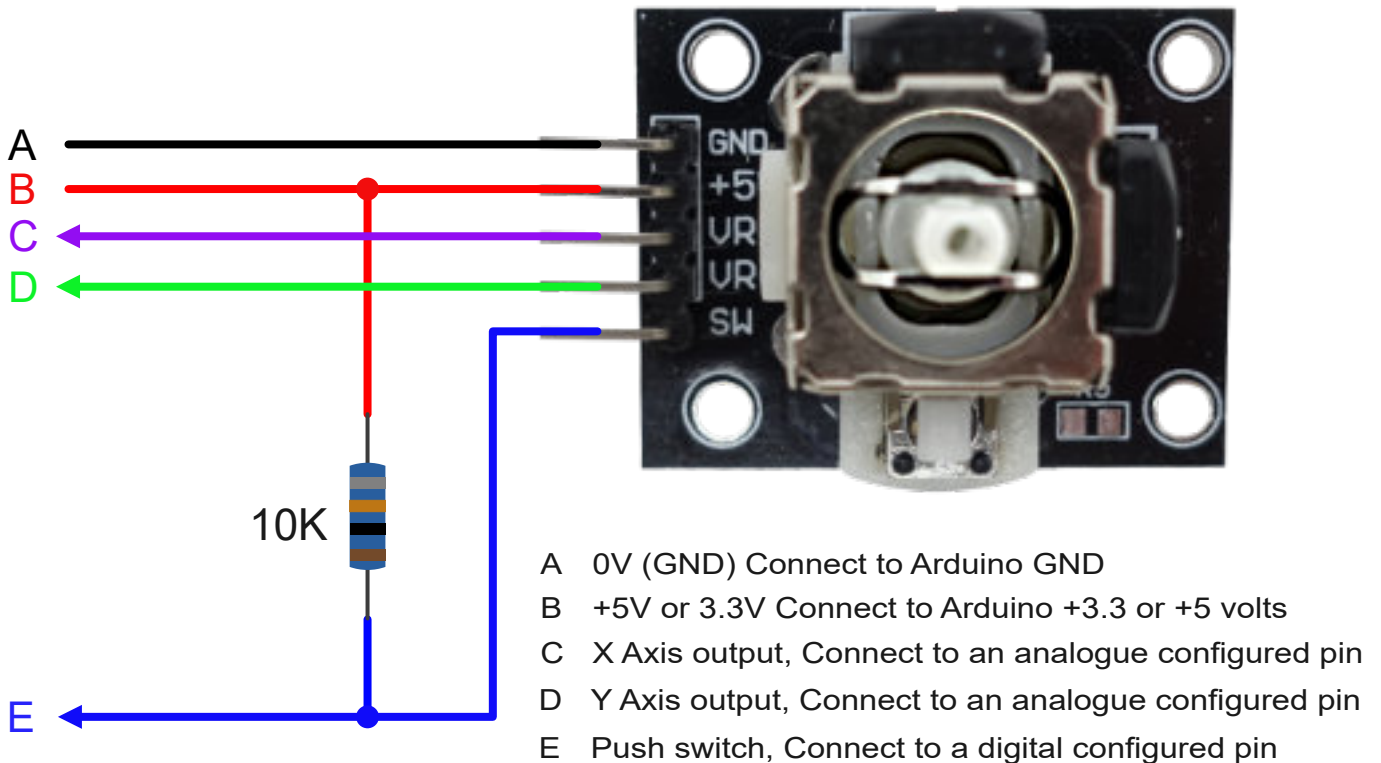 A
B
C
D
E
GND
+5
VR
VR
SW
10K
A 0V (GND) Connect to Arduino GND
B +5V or 3.3V Connect to Arduino +3.3 or +5 volts
C X Axis output, Connect to an analogue configured pin
D Y Axis output, Connect to an analogue configured pin
E Push switch, Connect to a digital configured pin